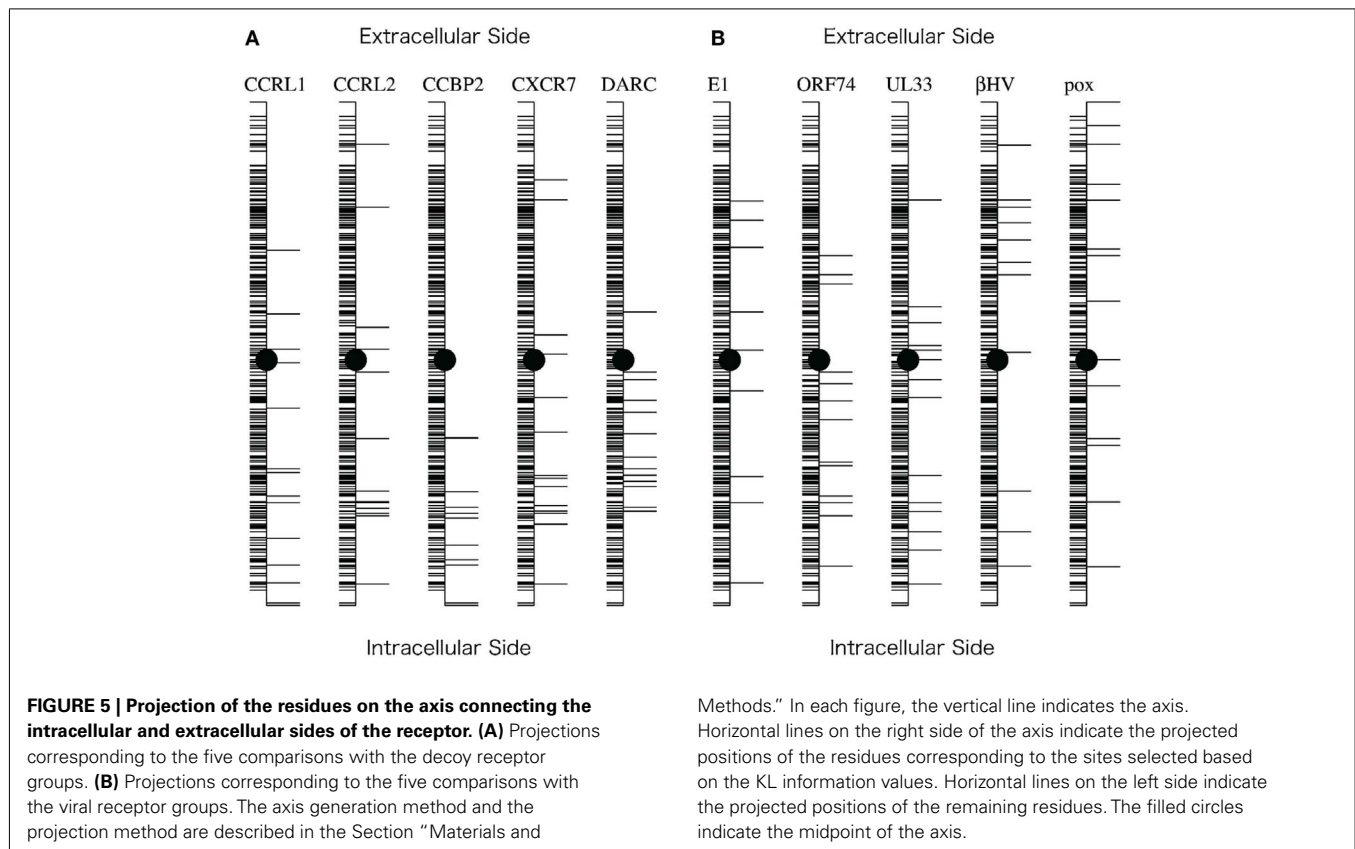 A Extracellular Side
CCRL1 CCRL2 CCBP2 CXCR7 DARC
Intracellular Side
B Extracellular Side
E1 ORF74 UL33 βHV pox
Intracellular Side
FIGURE 5 | Projection of the residues on the axis connecting the
intracellular and extracellular sides of the receptor. (A) Projections
corresponding to the five comparisons with the decoy receptor
groups. (B) Projections corresponding to the five comparisons with
the viral receptor groups. The axis generation method and the
projection method are described in the Section “Materials and
Methods.” In each figure, the vertical line indicates the axis.
Horizontal lines on the right side of the axis indicate the projected
positions of the residues corresponding to the sites selected based
on the KL information values. Horizontal lines on the left side indicate
the projected positions of the remaining residues. The filled circles
indicate the midpoint of the axis.